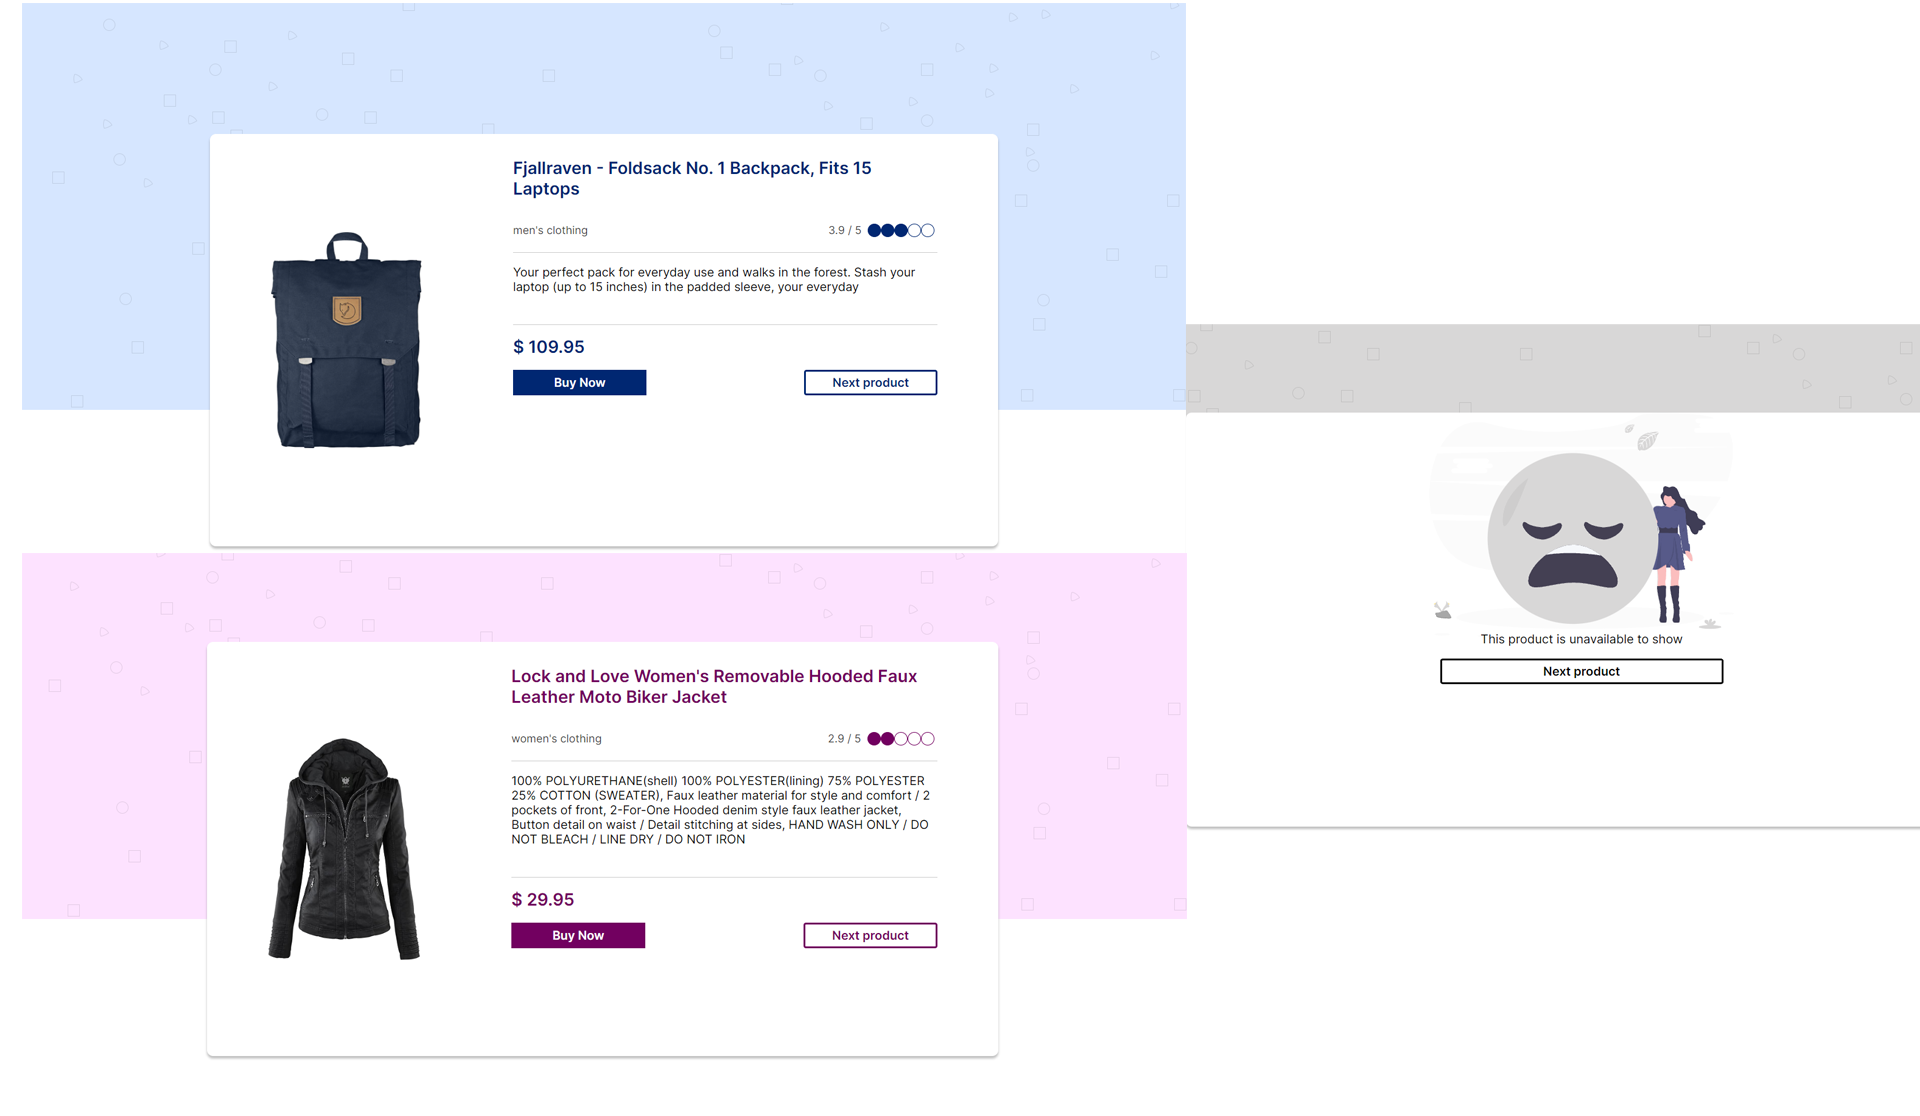 Fjallraven - Foldsack No. 1 Backpack, Fits 15
Laptops
men's clothing
3.9 / 5
Your perfect pack for everyday use and walks in the forest. Stash your
laptop (up to 15 inches) in the padded sleeve, your everyday
$ 109.95
Buy Now
Next product
Lock and Love Women's Removable Hooded Faux
Leather Moto Biker Jacket
women's clothing
2.9 / 5
100% POLYURETHANE(shell) 100% POLYESTER(lining) 75% POLYESTER
25% COTTON (SWEATER), Faux leather material for style and comfort / 2
pockets of front, 2-For-One Hooded denim style faux leather jacket,
Button detail on waist / Detail stitching at sides, HAND WASH ONLY / DO
NOT BLEACH / LINE DRY / DO NOT IRON
$ 29.95
Buy Now
Next product
This product is unavailable to show
Next product